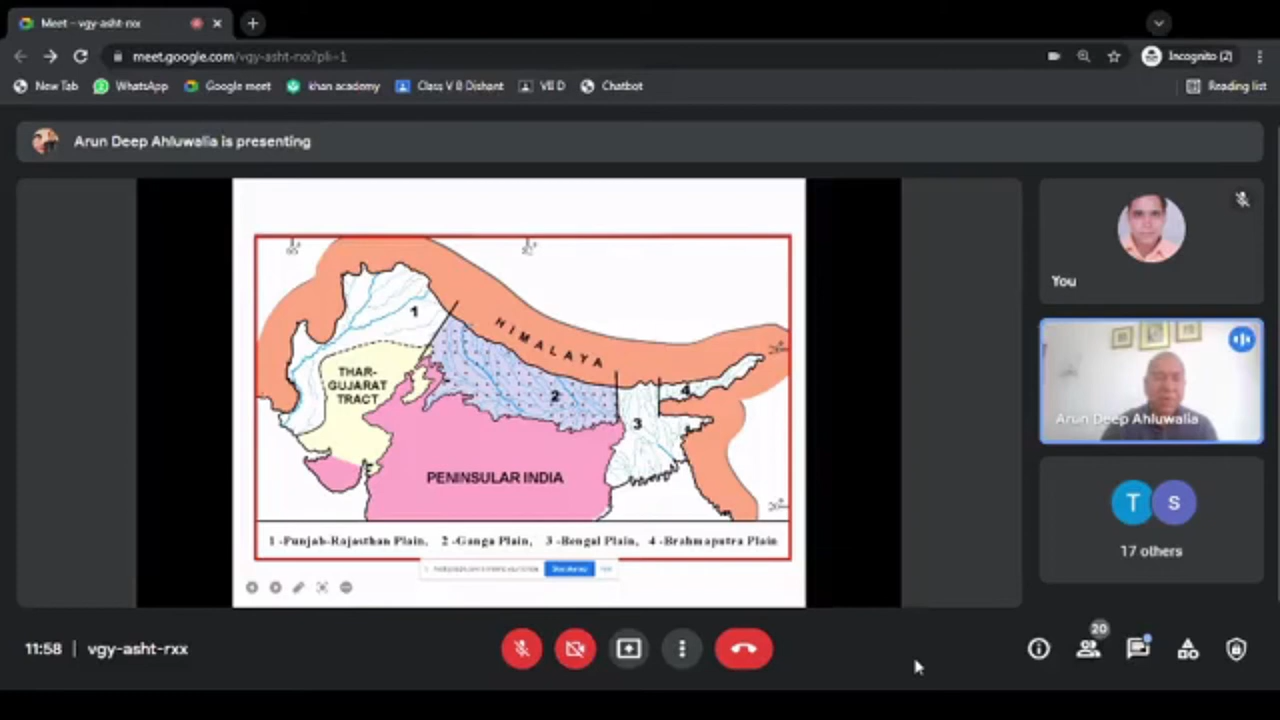 Meet – vgy-asht-rxx
meet.google.com/vgy-asht-rxx?pli=1
Incognito (2)
New Tab
WhatsApp
Google meet
khan academy
Class V B Dishant
VII D
Chatbot
Reading list
Arun Deep Ahluwalia is presenting
HIMALAYA
1
THAR-
GUJARAT
TRACT
2
3
4
PENINSULAR INDIA
1 -Punjab-Rajasthan Plain, 2 -Ganga Plain, 3 -Bengal Plain, 4 -Brahmaputra Plain
You
Arun Deep Ahluwalia
T
S
17 others
11:58 | vgy-asht-rxx
20